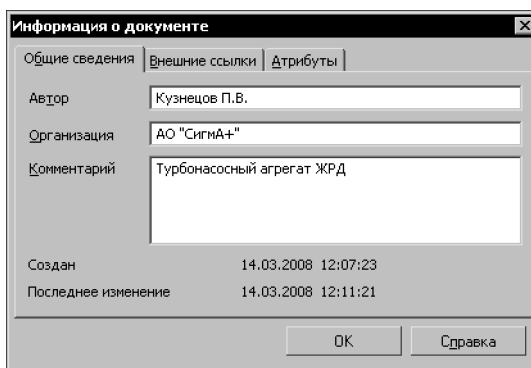 Информация о документе
Общие сведения Внешние ссылки Атрибуты
Автор Кузнецов П.В.
Организация АО "СигмА+"
Комментарий Турбонасосный агрегат ЖРД
Создан 14.03.2008 12:07:23
Последнее изменение 14.03.2008 12:11:21
OK Справка